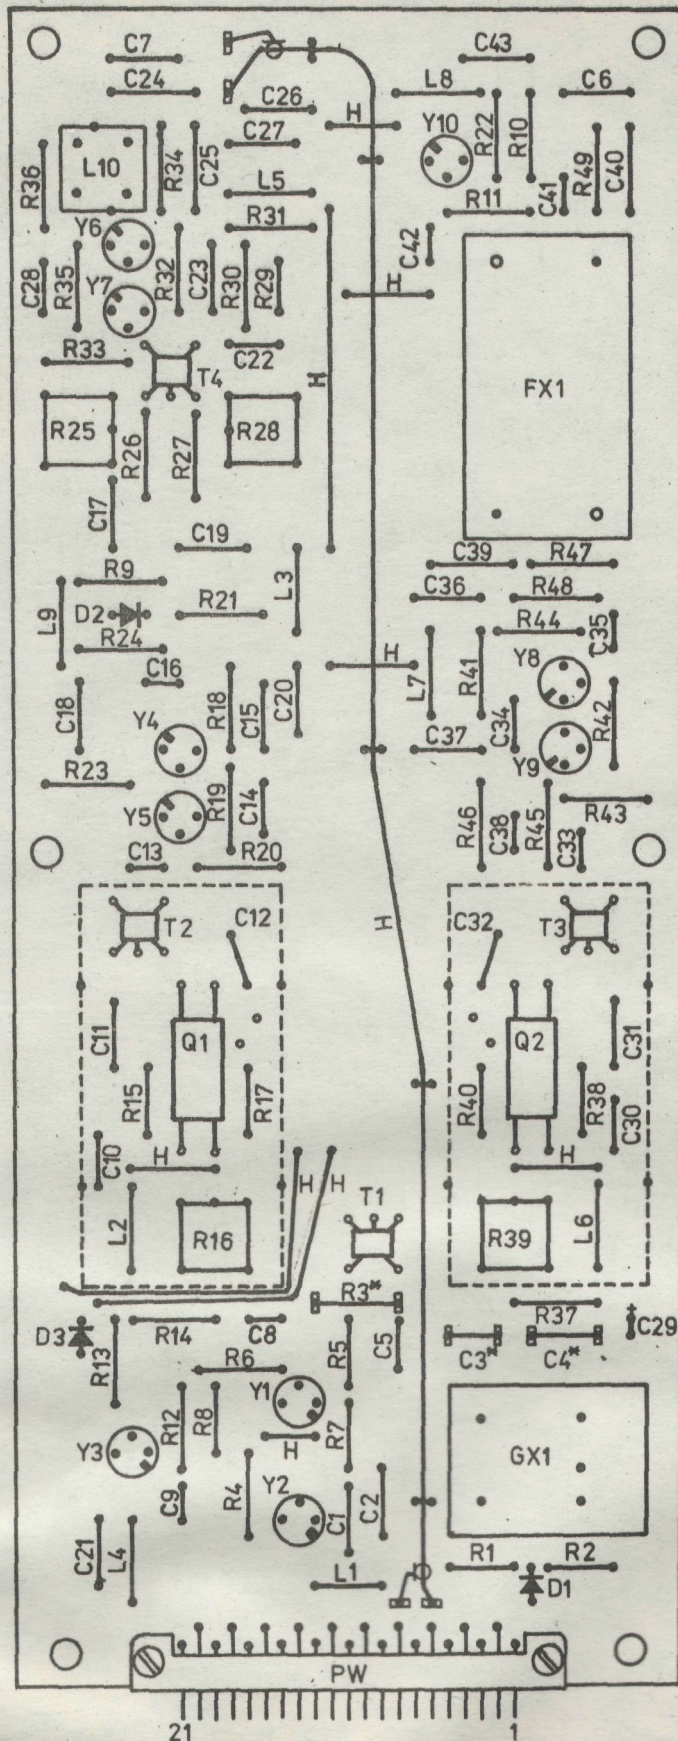 C7
C43
C24
L8
C6
C26
H
Y10
R22
R10
C27
R36
L10
R34
C25
R49
C40
L5
C41
R11
Y6
R31
C42
C28
R35
Y7
R32
C23
R30
R29
H
R33
T4
C22
H
FX1
R25
R26
R27
R28
C17
C19
C39
R47
R9
L3
C36
R48
L9
D2
R21
R44
C35
R24
H
Y8
C16
L7
R41
C18
Y4
R18
C15
C20
C34
R42
C37
Y9
R23
Y5
R19
C14
R46
C38
R45
C33
R43
C13
R20
T2
C12
H
C32
T3
C11
Q1
Q2
C31
R15
R17
R40
R38
C30
C10
H
H
H
H
L2
R16
T1
R39
L6
R3*
R37
D3
R13
R14
C8
R5
C5
C3*
C4*
C29
R6
Y1
R12
R8
R7
Y3
H
GX1
R4
Y2
C9
C1
C2
C21
L4
L1
R1
R2
D1
PW
21
1